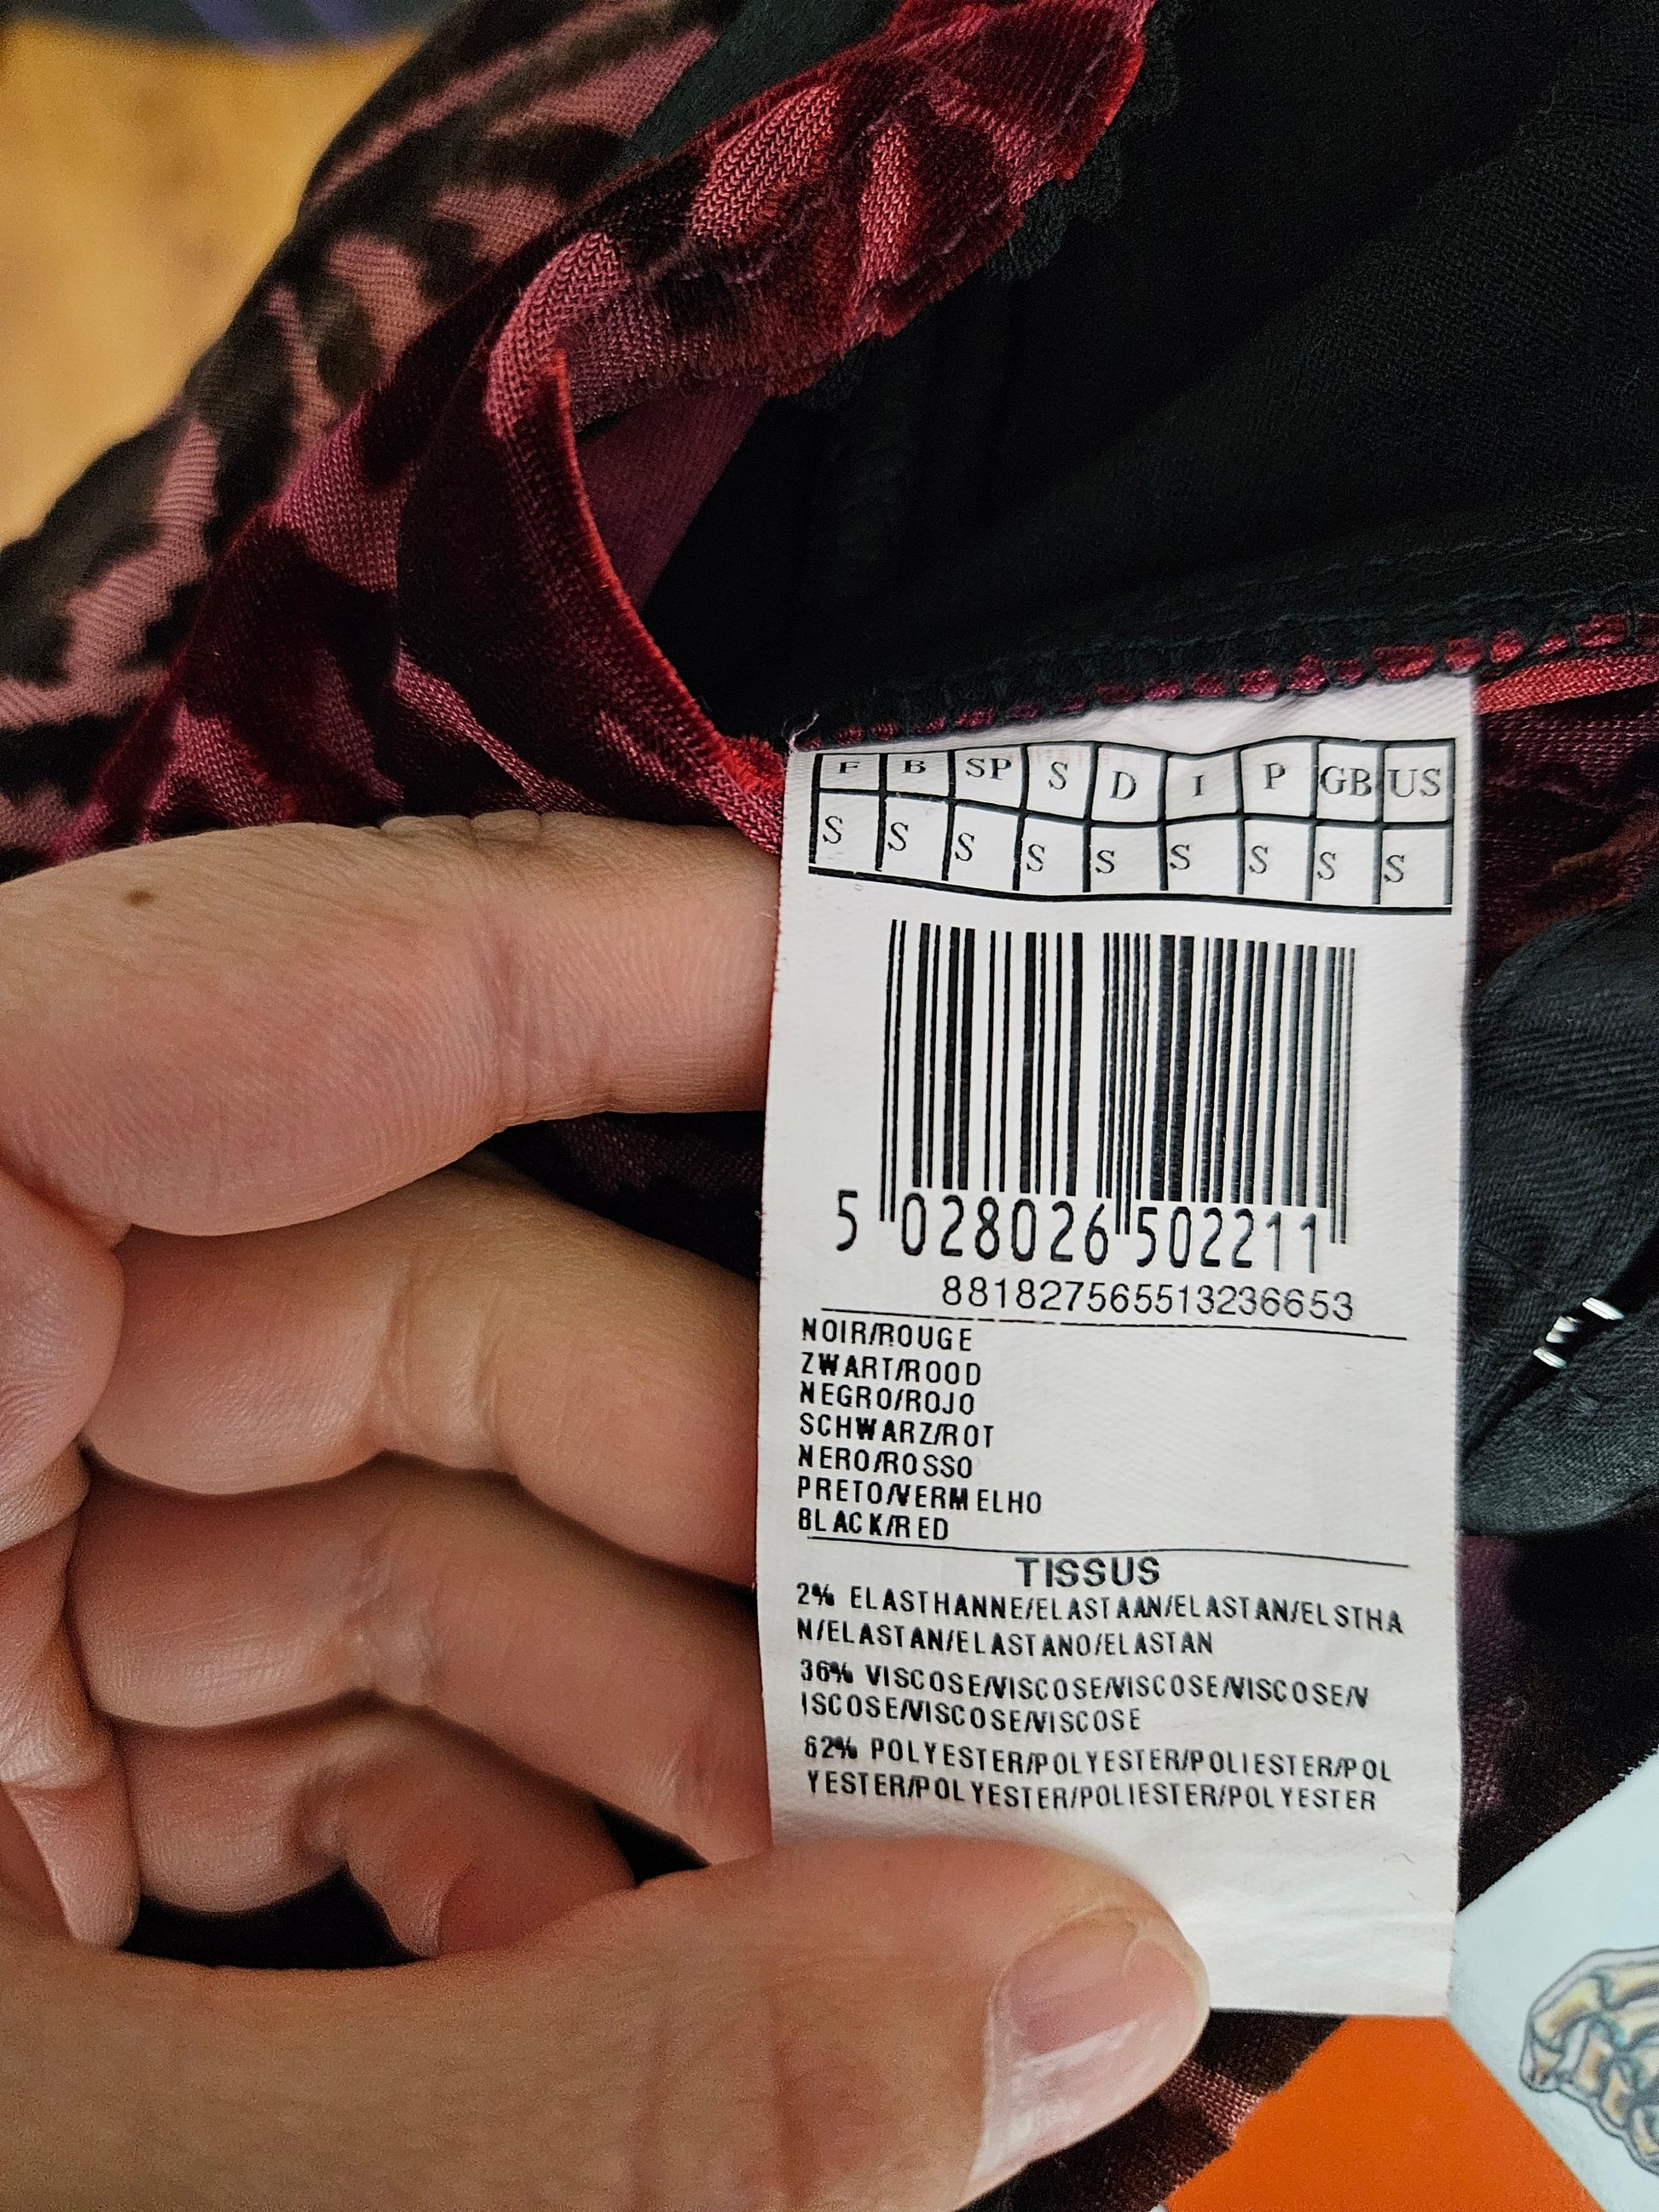 F B SP S D I P GB US
S S S S S S S S S
5 028026 502211
881827565513236653
NOIR/ROUGE
ZWART/ROOD
NEGRO/ROJO
SCHWARZ/ROT
NERO/ROSSO
PRETO/VERMELHO
BLACK/RED
TISSUS
2% ELASTHANNE/ELASTAAN/ELASTAN/ELSTHA
N/ELASTAN/ELASTANO/ELASTAN
36% VISCOSE/VISCOSE/VISCOSE/VISCOSE/V
ISCOSE/VISCOSE/VISCOSE
62% POLYESTER/POLYESTER/POLIESTER/POL
YESTER/POLYESTER/POLIESTER/POLYESTER